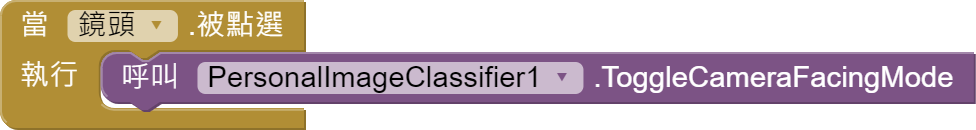 當 鏡頭 .被點選
執行 呼叫 PersonalImageClassifier1 .ToggleCameraFacingMode